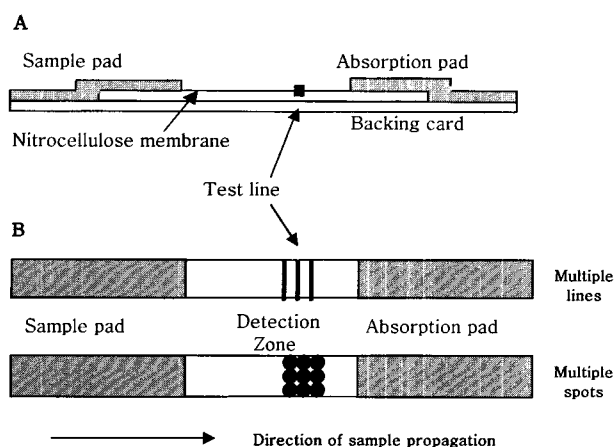 A
Sample pad
Absorption pad
Nitrocellulose membrane
Backing card
Test line
B
Multiple
lines
Sample pad
Detection
Zone
Absorption pad
Multiple
spots
Direction of sample propagation